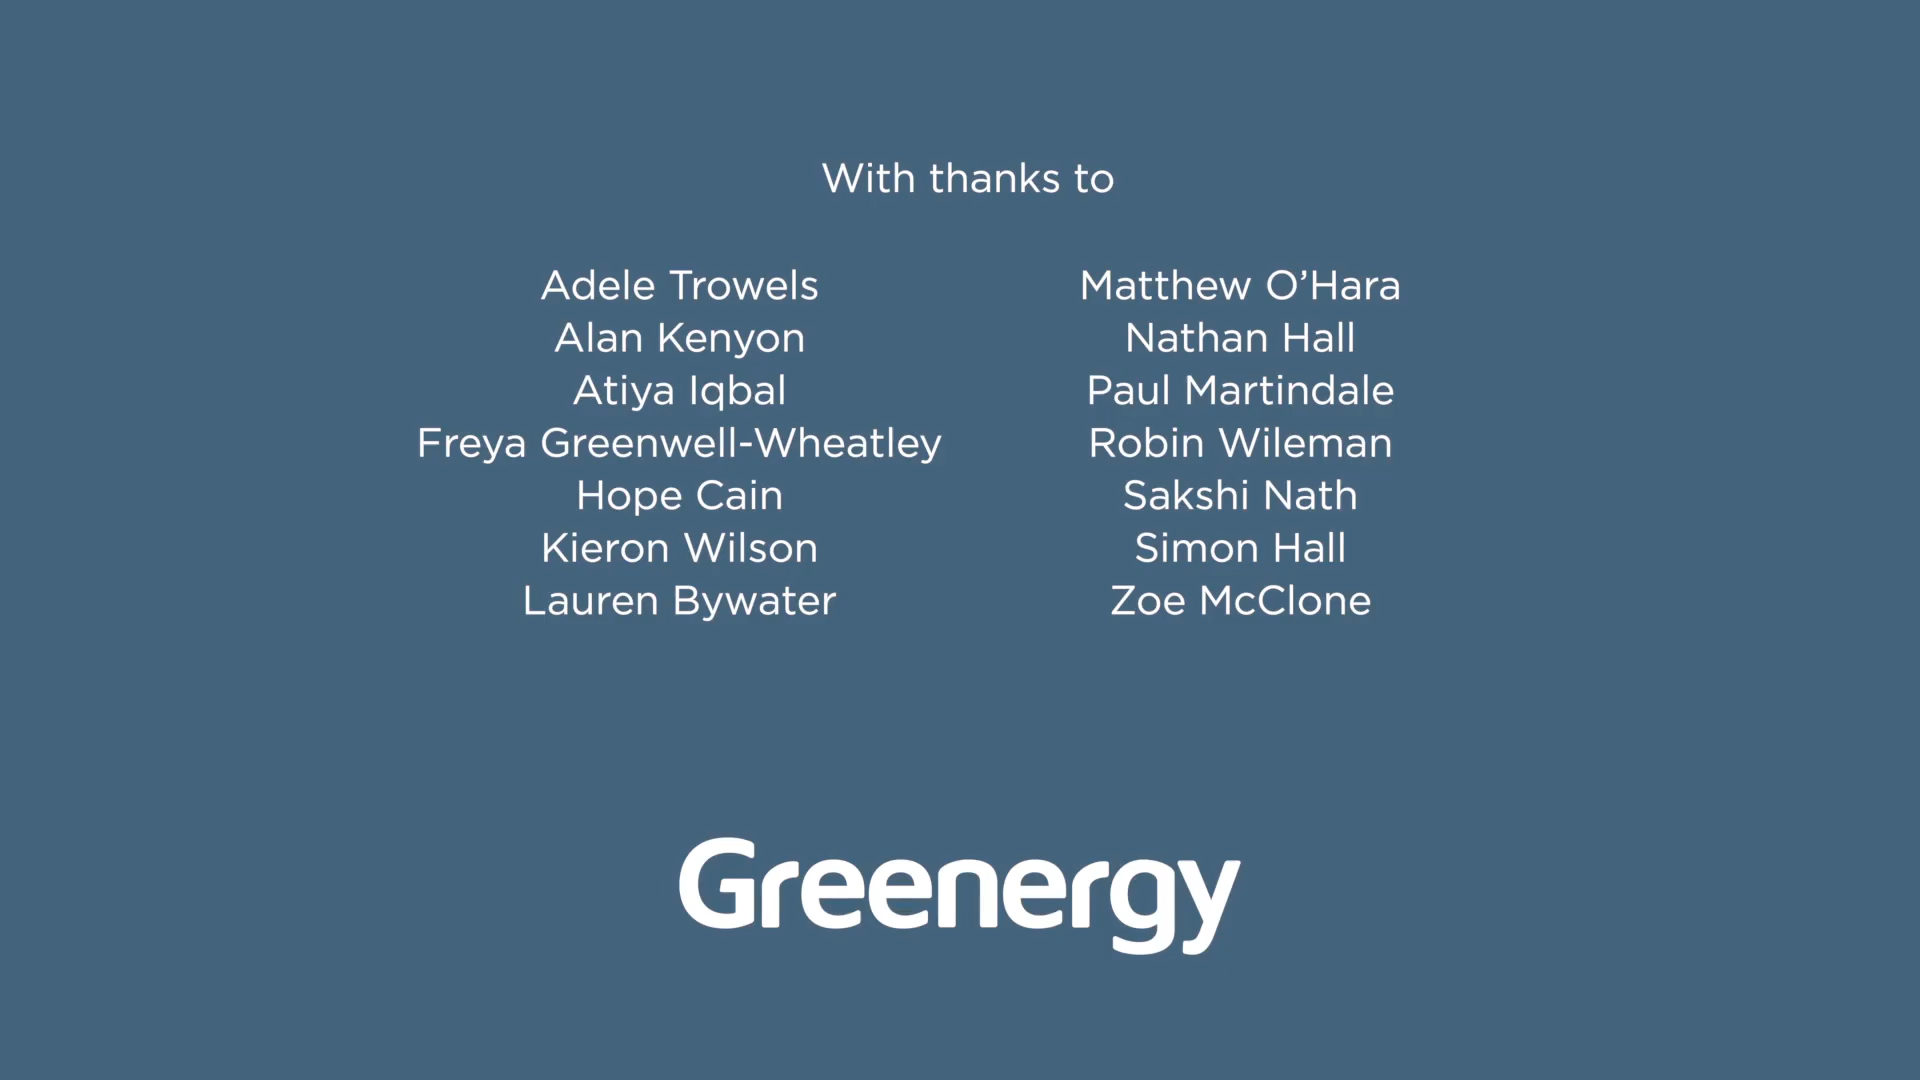 With thanks to
Adele Trowels
Alan Kenyon
Atiya Iqbal
Freya Greenwell-Wheatley
Hope Cain
Kieron Wilson
Lauren Bywater
Matthew O’Hara
Nathan Hall
Paul Martindale
Robin Wileman
Sakshi Nath
Simon Hall
Zoe McClone
Greenergy